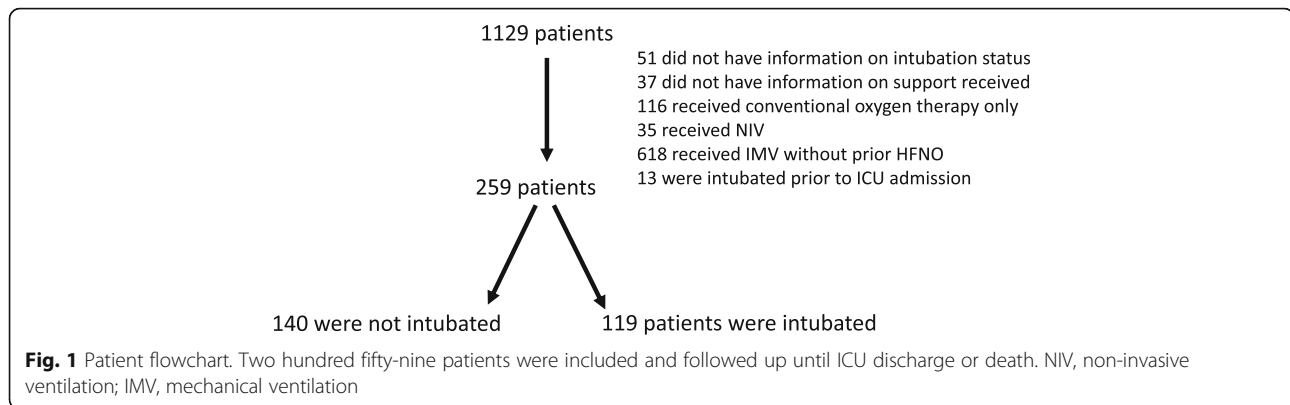 1129 patients
51 did not have information on intubation status
37 did not have information on support received
116 received conventional oxygen therapy only
35 received NIV
618 received IMV without prior HFNO
13 were intubated prior to ICU admission
259 patients
140 were not intubated
119 patients were intubated
Fig. 1 Patient flowchart. Two hundred fifty-nine patients were included and followed up until ICU discharge or death. NIV, non-invasive
ventilation; IMV, mechanical ventilation